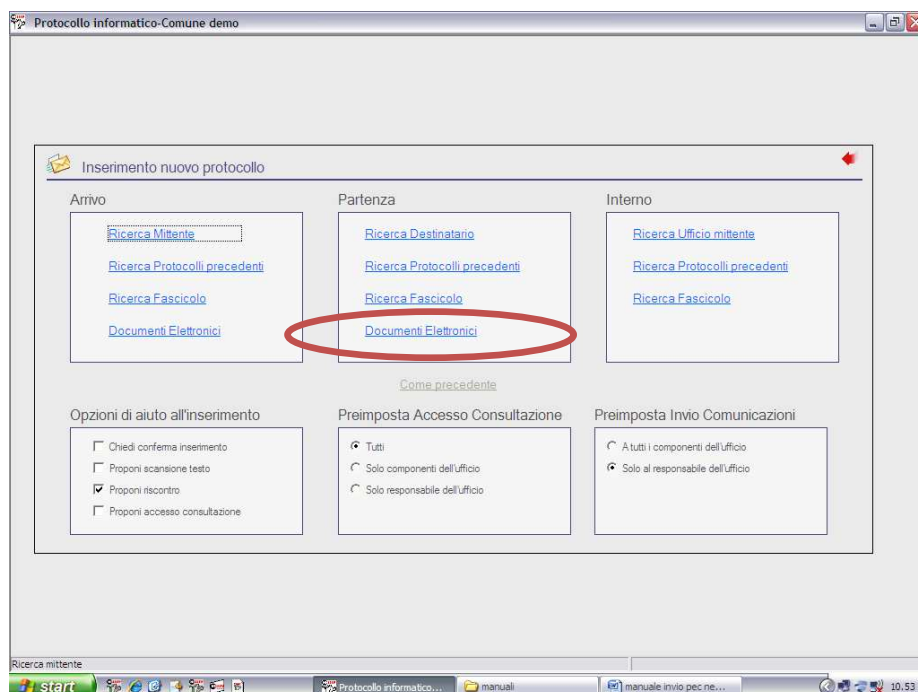 Protocollo informatico-Comune demo
Inserimento nuovo protocollo
Arrivo
Ricerca Mittente
Ricerca Protocolli precedenti
Ricerca Fascicolo
Documenti Elettronici
Partenza
Ricerca Destinatario
Ricerca Protocolli precedenti
Ricerca Fascicolo
Documenti Elettronici
Interno
Ricerca Ufficio mittente
Ricerca Protocolli precedenti
Ricerca Fascicolo
Come precedente
Opzioni di aiuto all'inserimento
Chiedi conferma inserimento
Proponi scansione testo
Proponi riscontro
Proponi accesso consultazione
Preimposta Accesso Consultazione
Tutti
Solo componenti dell'ufficio
Solo responsabile dell'ufficio
Preimposta Invio Comunicazioni
A tutti i componenti dell'ufficio
Solo al responsabile dell'ufficio
Ricerca mittente
start Protocollo informatico... manuali manuale invio pec ne... 10.53